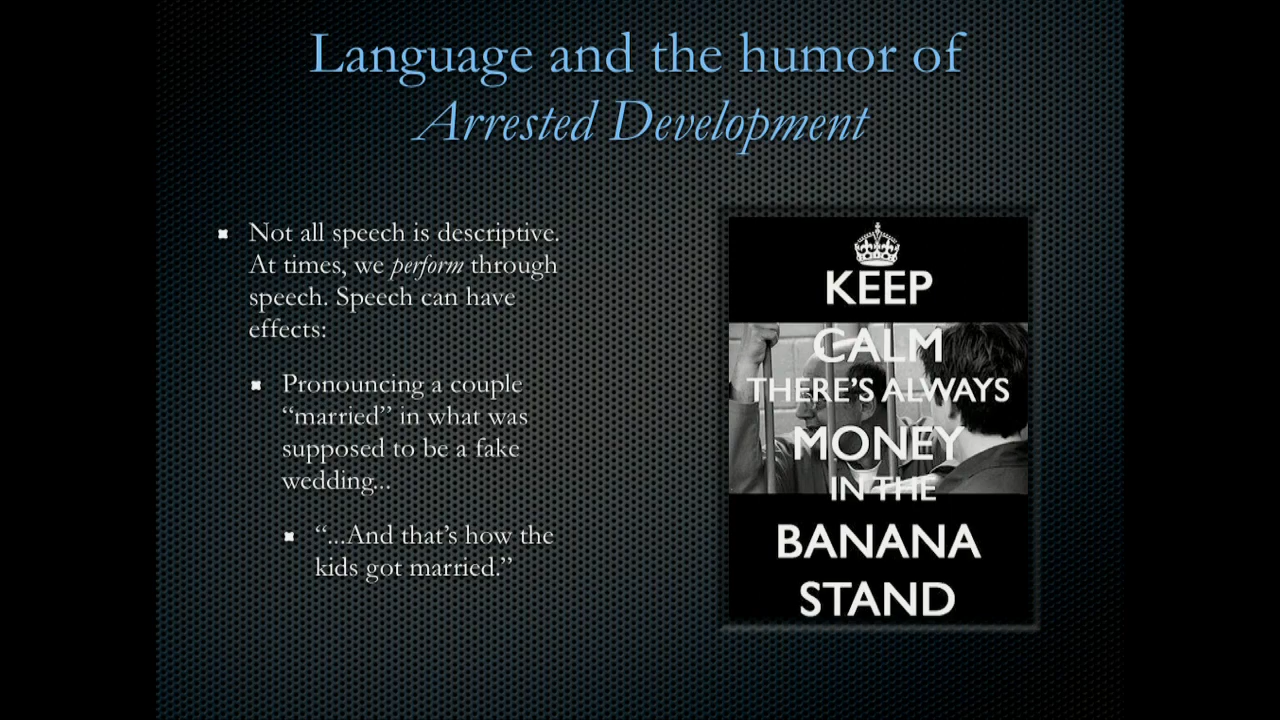 Language and the humor of
Arrested Development
Not all speech is descriptive.
At times, we perform through
speech. Speech can have
effects:
Pronouncing a couple
“married” in what was
supposed to be a fake
wedding...
“...And that’s how the
kids got married.”
KEEP
CALM
THERE’S ALWAYS
MONEY
IN THE
BANANA
STAND